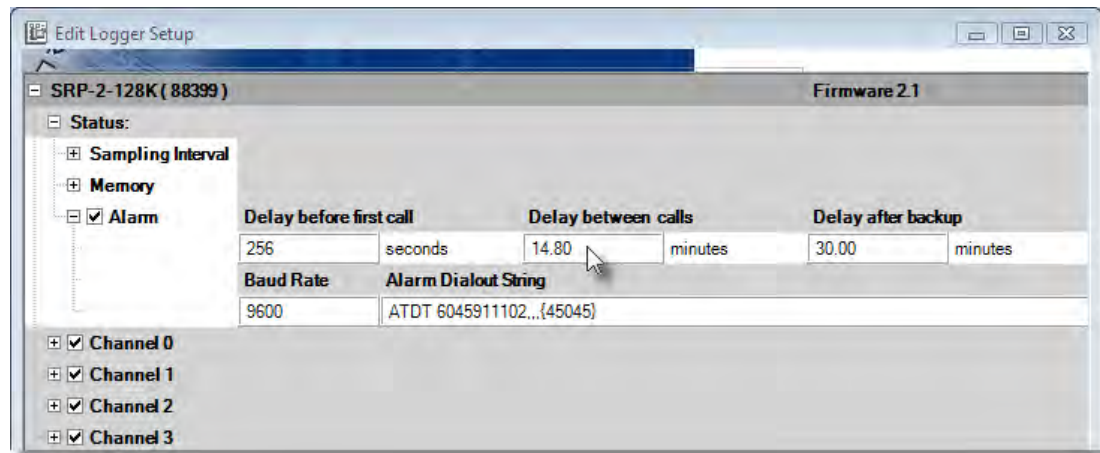 Edit Logger Setup
SRP-2-128K ( 88399 ) Firmware 2.1
Status:
Sampling Interval
Memory
Alarm Delay before first call Delay between calls Delay after backup
256 seconds 14.80 minutes 30.00 minutes
Baud Rate Alarm Dialout String
9600 ATDT 6045911102,,,{45045}
Channel 0
Channel 1
Channel 2
Channel 3